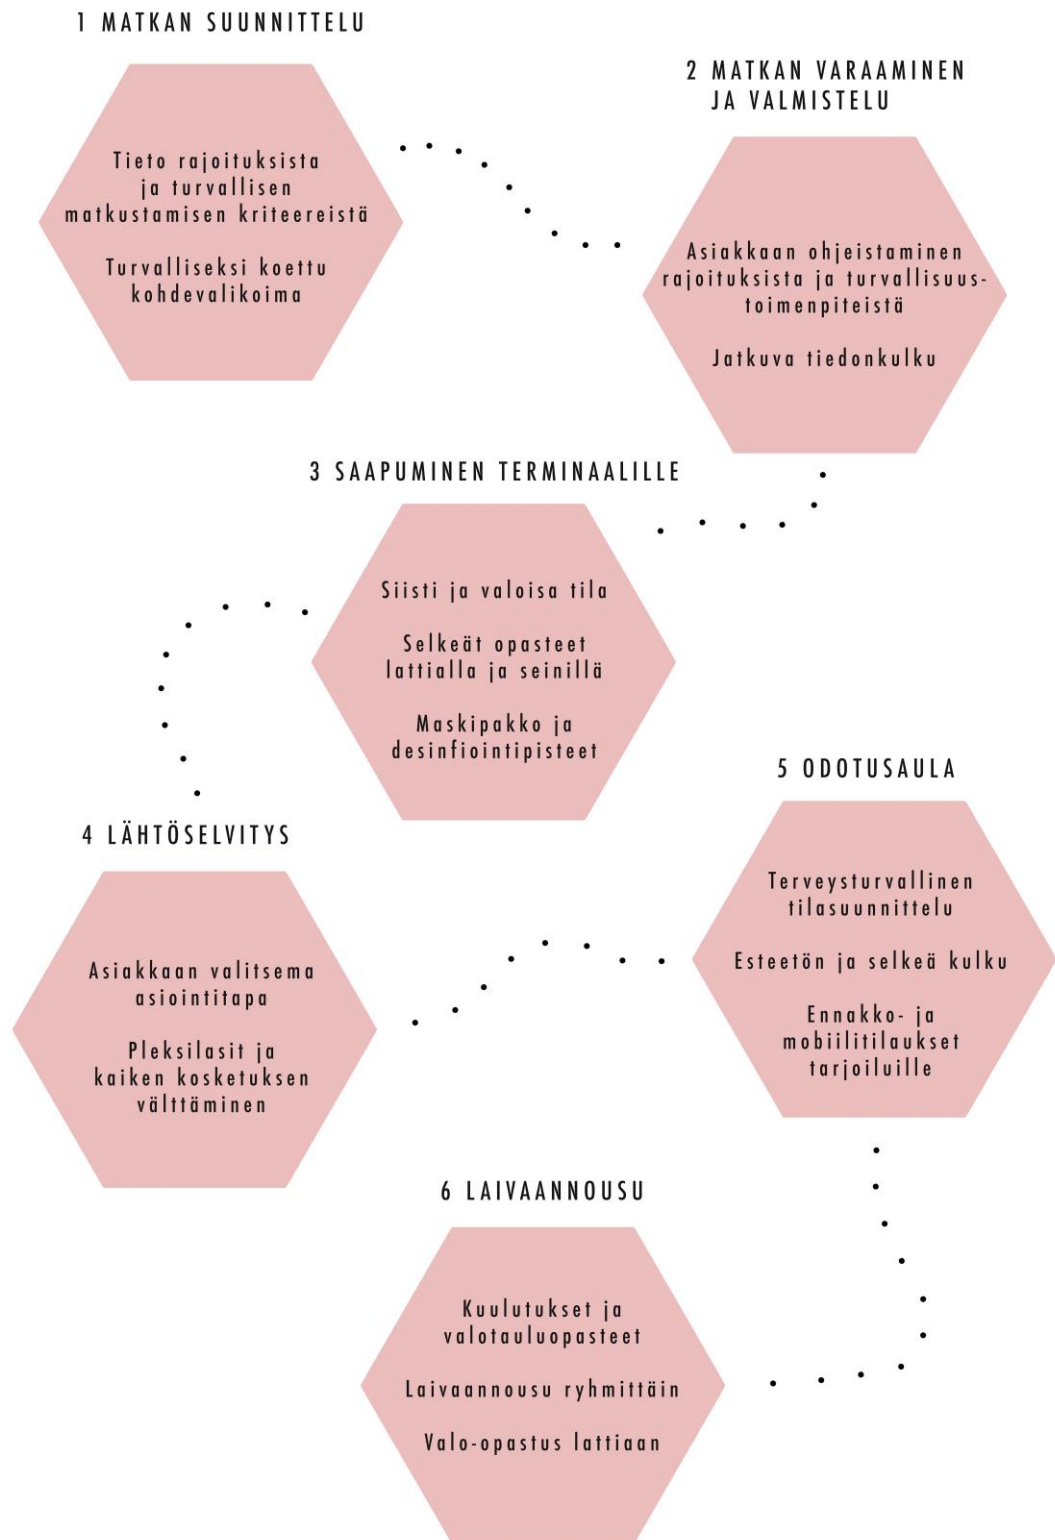 1 MATKAN SUUNNITTELU
Tieto rajoituksista
ja turvallisen
matkustamisen kriteereistä
Turvalliseksi koettu
kohdevalikoima
2 MATKAN VARAAMINEN
JA VALMISTELU
Asiakkaan ohjeistaminen
rajoituksista ja turvallisuus-
toimenpiteistä
Jatkuva tiedonkulku
3 SAAPUMINEN TERMINAALILLE
Siisti ja valoisa tila
Selkeät opasteet
lattialla ja seinillä
Maskipakko ja
desinfiointipisteet
4 LÄHTÖSELVITYS
Asiakkaan valitsema
asiointitapa
Pleksilasit ja
kaiken kosketuksen
välttäminen
5 ODOTUSAULA
Terveysturvallinen
tilasuunnittelu
Esteetön ja selkeä kulku
Ennakko- ja
mobiilitilaukset
tarjoiluille
6 LAIVAANNOUSU
Kuulutukset ja
valotauluopasteet
Laivaannousu ryhmittäin
Valo-opastus lattiaan